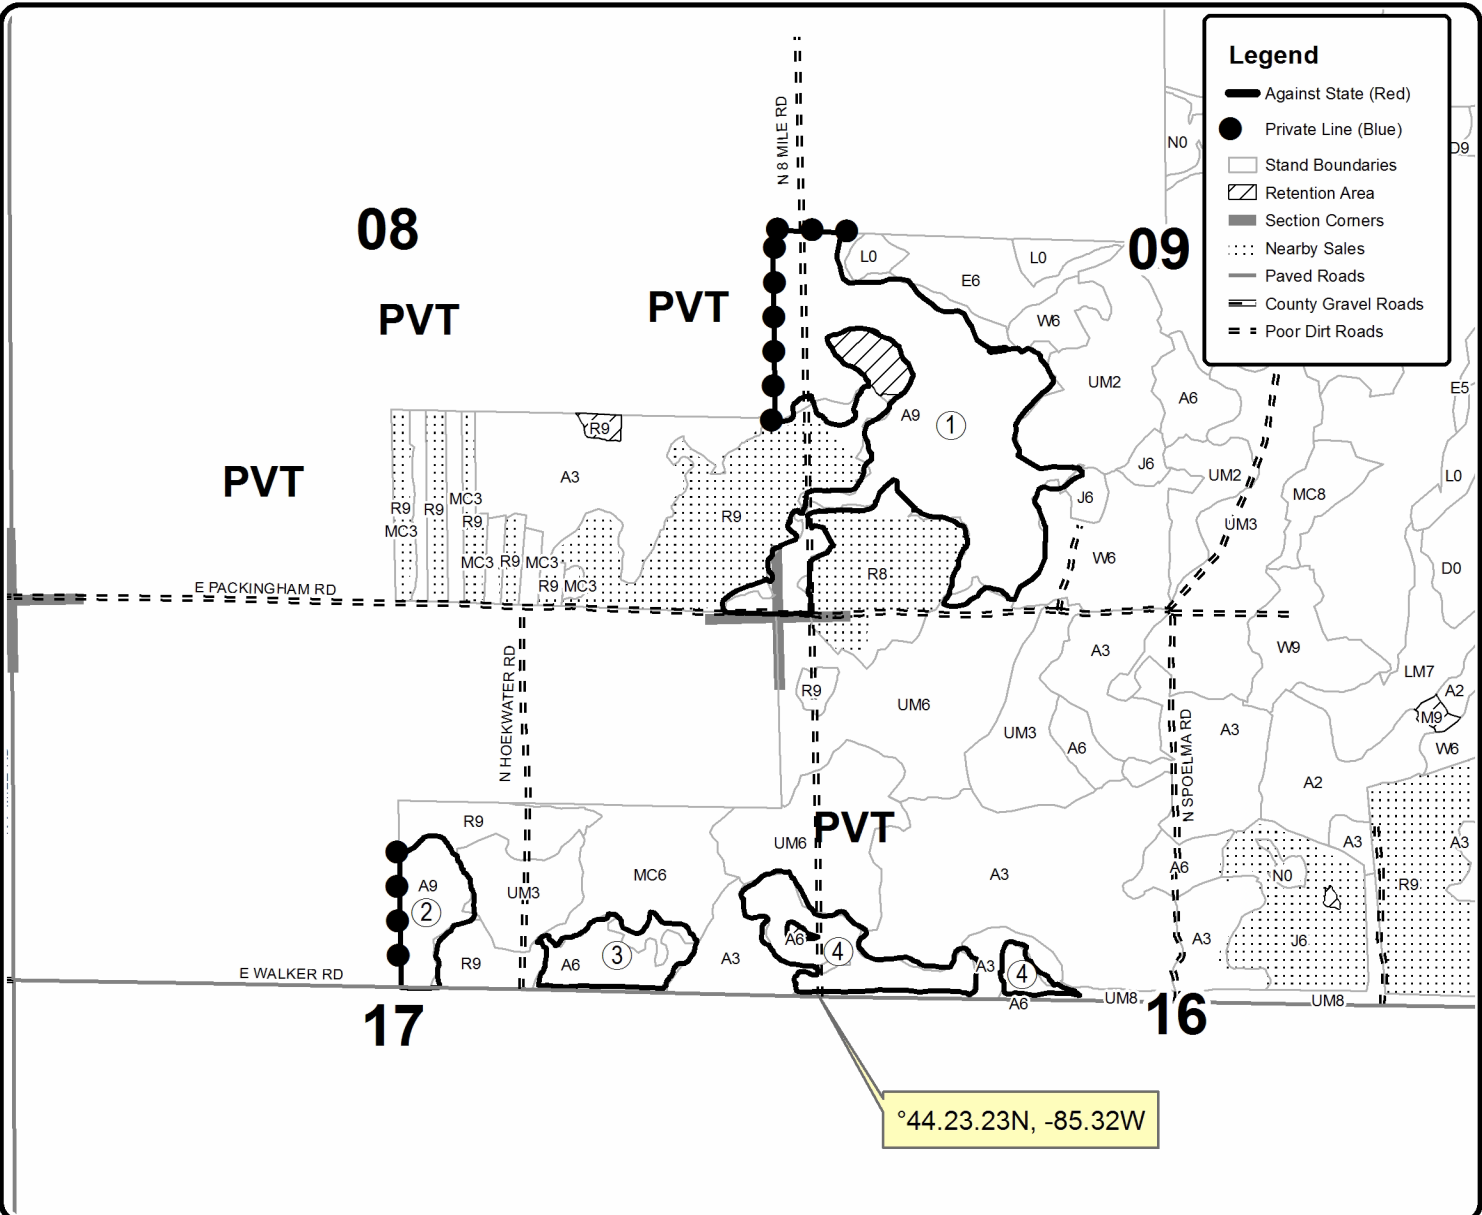 Legend
Against State (Red)
Private Line (Blue)
Stand Boundaries
Retention Area
Section Corners
Nearby Sales
Paved Roads
County Gravel Roads
Poor Dirt Roads
N 8 MILE RD
N0
D9
08
09
L0
L0
E6
PVT
PVT
W6
UM2
A6
E5
A9
1
R9
PVT
A3
J6
UM2
L0
MC3
J6
MC8
R9
R9
R9
R9
UM3
MC3
W6
MC3
R9
MC3
D0
R8
R9
MC3
E PACKINGHAM RD
A3
W9
LM7
N HOEKWATER RD
R9
A2
UM6
M9
UM3
A6
A3
W6
N SPOELMA RD
A2
R9
PVT
UM6
A3
A3
MC6
A3
A6
N0
A9
UM3
R9
2
A6
4
A3
J6
3
A3
R9
A6
A3
4
E WALKER RD
A6
UM8
UM8
17
16
°44.23.23N, -85.32W